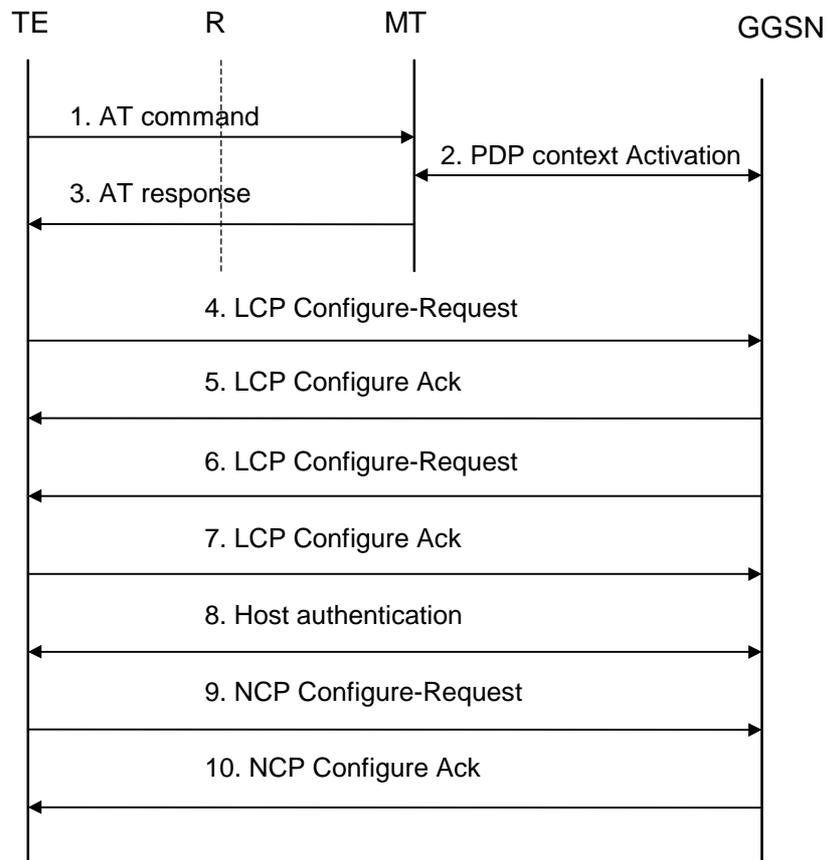 TE R MT GGSN
1. AT command
2. PDP context Activation
3. AT response
4. LCP Configure-Request
5. LCP Configure Ack
6. LCP Configure-Request
7. LCP Configure Ack
8. Host authentication
9. NCP Configure-Request
10. NCP Configure Ack